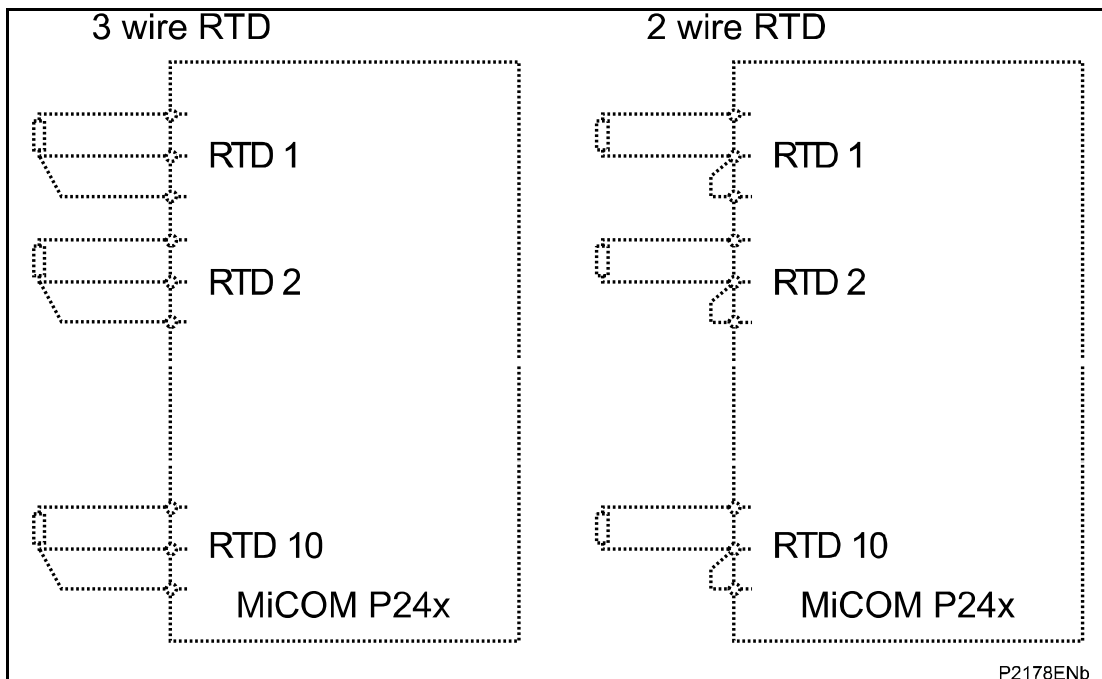 3 wire RTD
RTD 1
RTD 2
RTD 10
MiCOM P24x
2 wire RTD
RTD 1
RTD 2
RTD 10
MiCOM P24x
P2178ENb